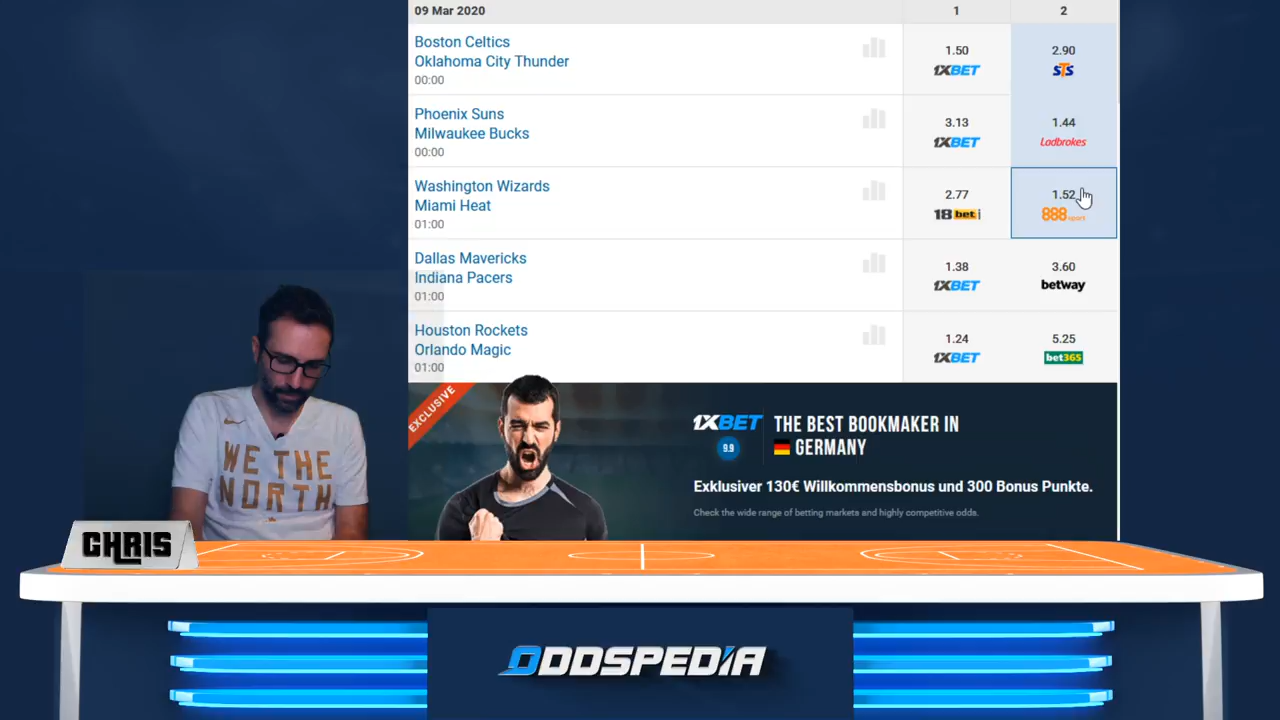 09 Mar 2020 1 2
Boston Celtics
Oklahoma City Thunder
00:00
1.50 2.90
1XBET STS
Phoenix Suns
Milwaukee Bucks
00:00
3.13 1.44
1XBET Ladbrokes
Washington Wizards
Miami Heat
01:00
2.77 1.52
18bet 888sport
Dallas Mavericks
Indiana Pacers
01:00
1.38 3.60
1XBET betway
Houston Rockets
Orlando Magic
01:00
1.24 5.25
1XBET bet365
EXCLUSIVE
1XBET
9.9
THE BEST BOOKMAKER IN
GERMANY
Exklusiver 130€ Willkommensbonus und 300 Bonus Punkte.
Check the wide range of betting markets and highly competitive odds.
WE THE
NORTH
CHRIS
ODDSPEDIA